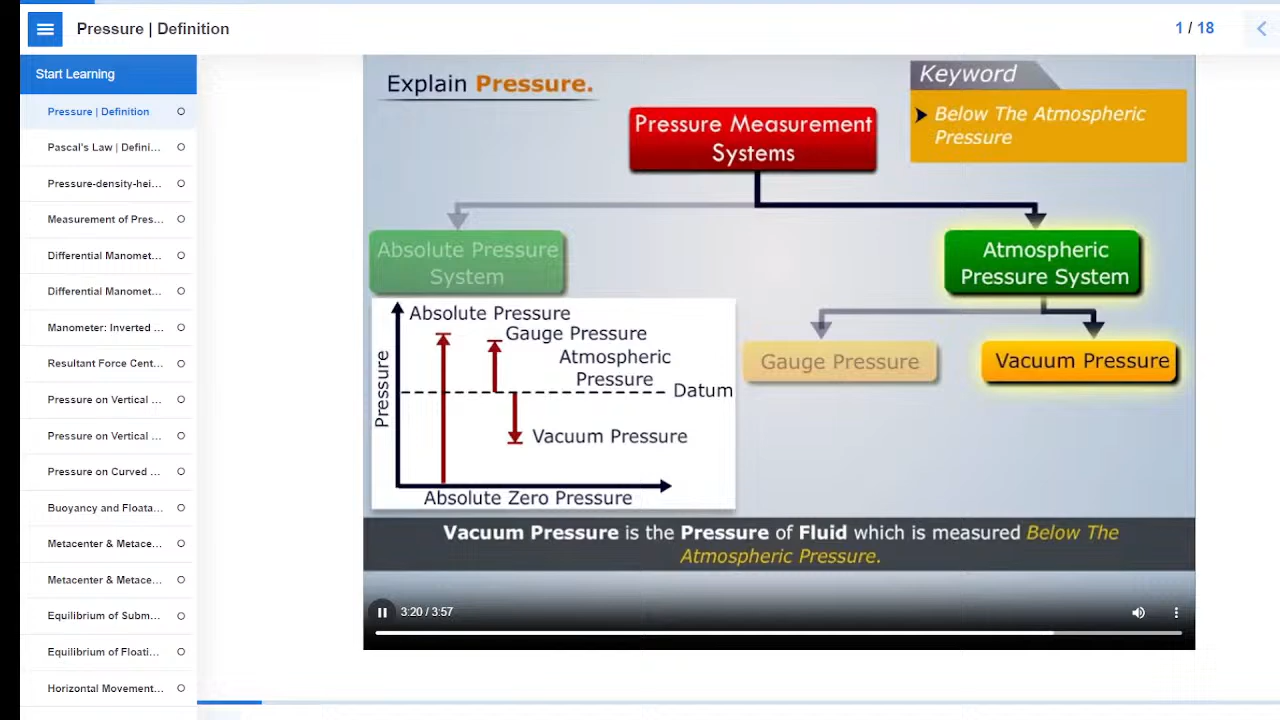 Pressure | Definition
1 / 18
Start Learning
Pressure | Definition
Pascal's Law | Defini...
Pressure-density-hei...
Measurement of Pres...
Differential Manomet...
Differential Manomet...
Manometer: Inverted ...
Resultant Force Cent...
Pressure on Vertical ...
Pressure on Vertical ...
Pressure on Curved ...
Buoyancy and Floata...
Metacenter & Metace...
Metacenter & Metace...
Equilibrium of Subm...
Equilibrium of Floati...
Horizontal Movement...
Explain Pressure.
Keyword
Below The Atmospheric
Pressure
Pressure Measurement
Systems
Absolute Pressure
System
Atmospheric
Pressure System
Gauge Pressure
Vacuum Pressure
Pressure
Absolute Pressure
Gauge Pressure
Atmospheric
Pressure
Datum
Vacuum Pressure
Absolute Zero Pressure
Vacuum Pressure is the Pressure of Fluid which is measured Below The
Atmospheric Pressure.
3:20 / 3:57